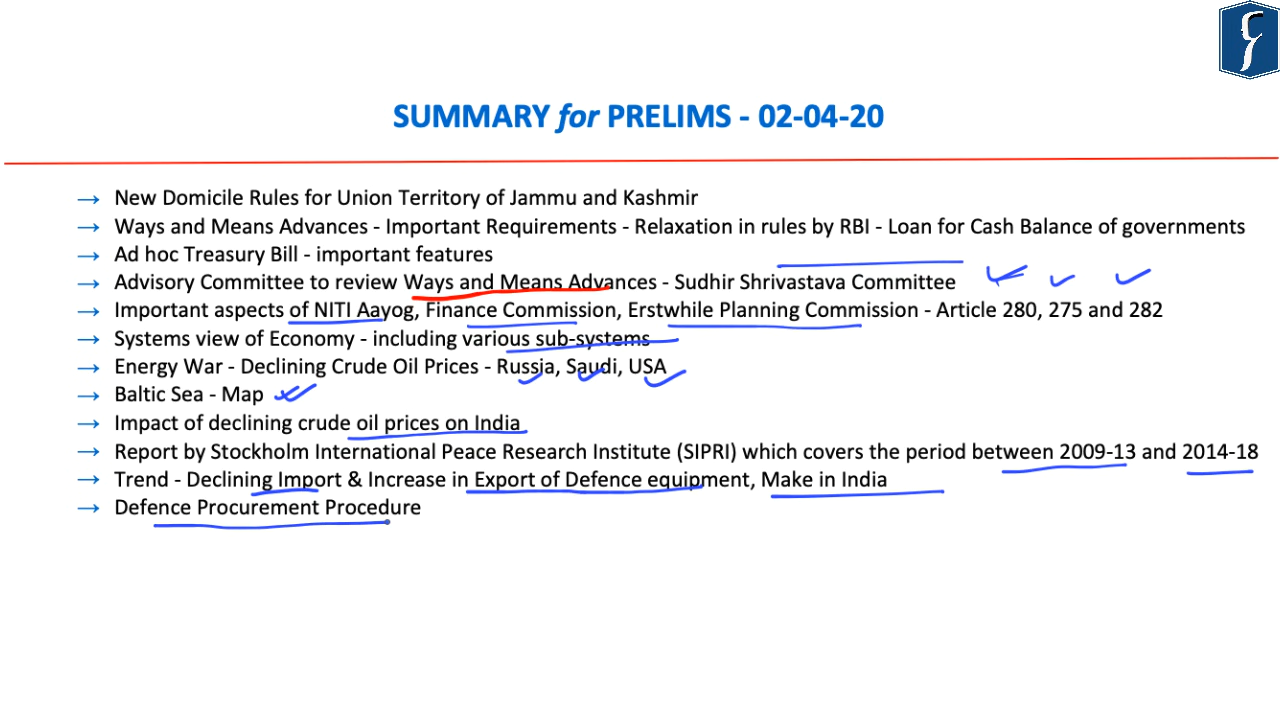 SUMMARY for PRELIMS - 02-04-20
→ New Domicile Rules for Union Territory of Jammu and Kashmir
→ Ways and Means Advances - Important Requirements - Relaxation in rules by RBI - Loan for Cash Balance of governments
→ Ad hoc Treasury Bill - important features
→ Advisory Committee to review Ways and Means Advances - Sudhir Shrivastava Committee
→ Important aspects of NITI Aayog, Finance Commission, Erstwhile Planning Commission - Article 280, 275 and 282
→ Systems view of Economy - including various sub-systems
→ Energy War - Declining Crude Oil Prices - Russia, Saudi, USA
→ Baltic Sea - Map
→ Impact of declining crude oil prices on India
→ Report by Stockholm International Peace Research Institute (SIPRI) which covers the period between 2009-13 and 2014-18
→ Trend - Declining Import & Increase in Export of Defence equipment, Make in India
→ Defence Procurement Procedure